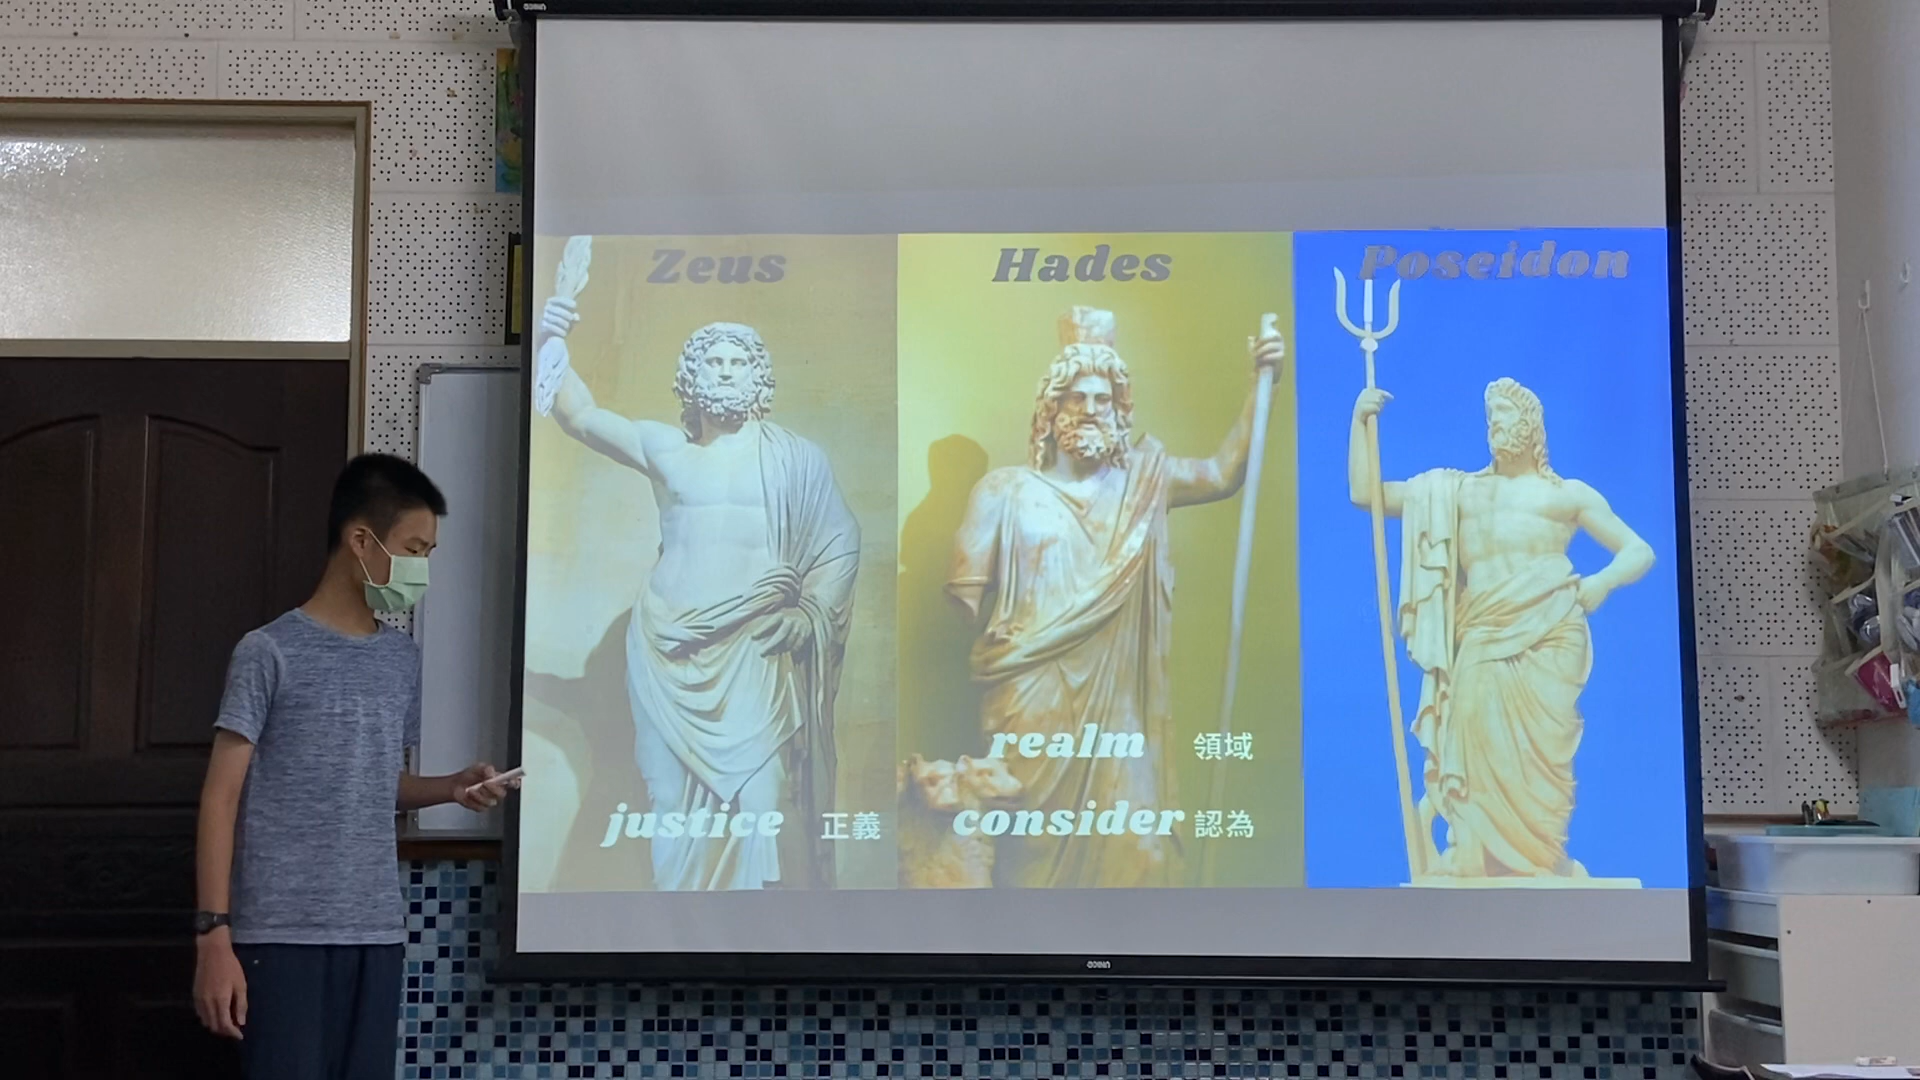 Zeus
Hades
Poseidon
realm 領域
justice 正義
consider 認為